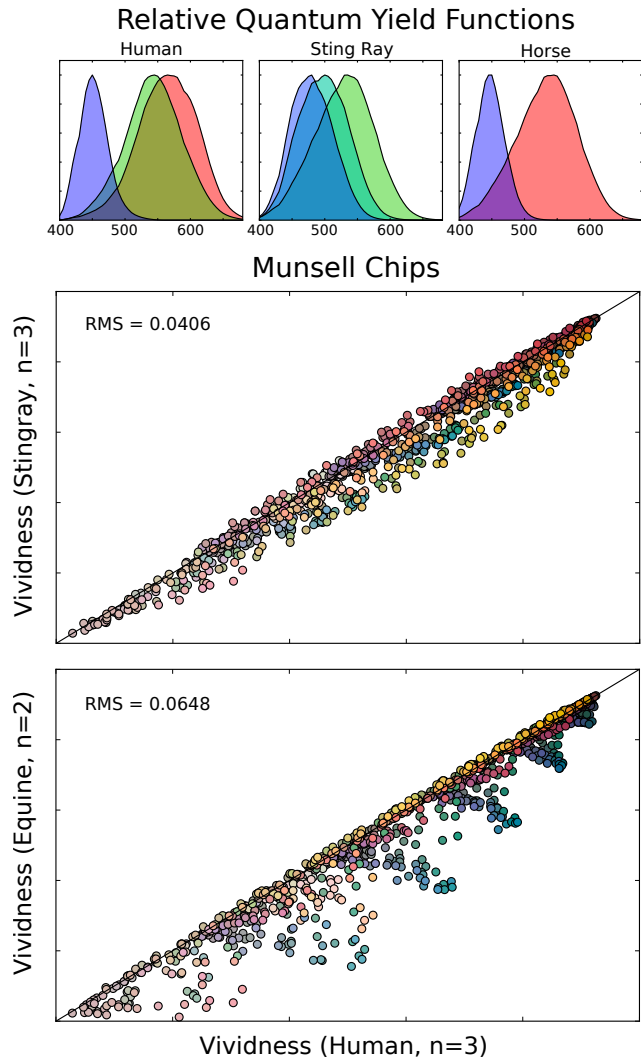 Relative Quantum Yield Functions
Human
Sting Ray
Horse
400 500 600
400 500 600
400 500 600
Munsell Chips
RMS = 0.0406
Vividness (Stingray, n=3)
RMS = 0.0648
Vividness (Equine, n=2)
Vividness (Human, n=3)